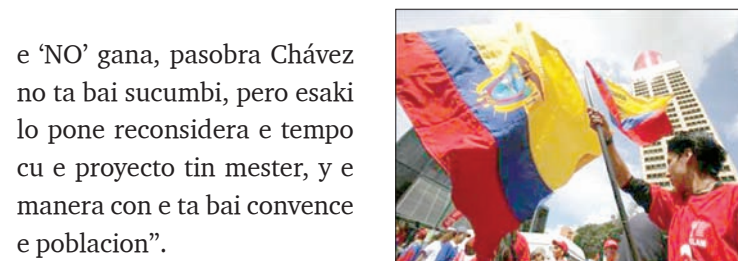 e ‘NO’ gana, pasobra Chávez
no ta bai sucumbi, pero esaki
lo pone reconsidera e tempo
cu e proyecto tin mester, y e
manera con e ta bai convence
e poblacion”.